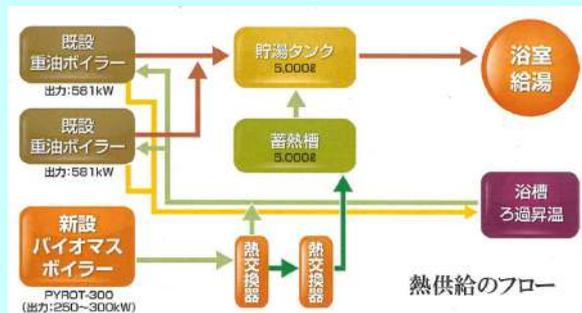 既設
重油ボイラー
出力:581kW
貯湯タンク
5,000ℓ
浴室
給湯
既設
重油ボイラー
出力:581kW
蓄熱槽
5,000ℓ
浴槽
ろ過昇温
新設
バイオマス
ボイラー
PYROT-300
(出力:250~300kW)
熱交換器
熱交換器
熱供給のフロー